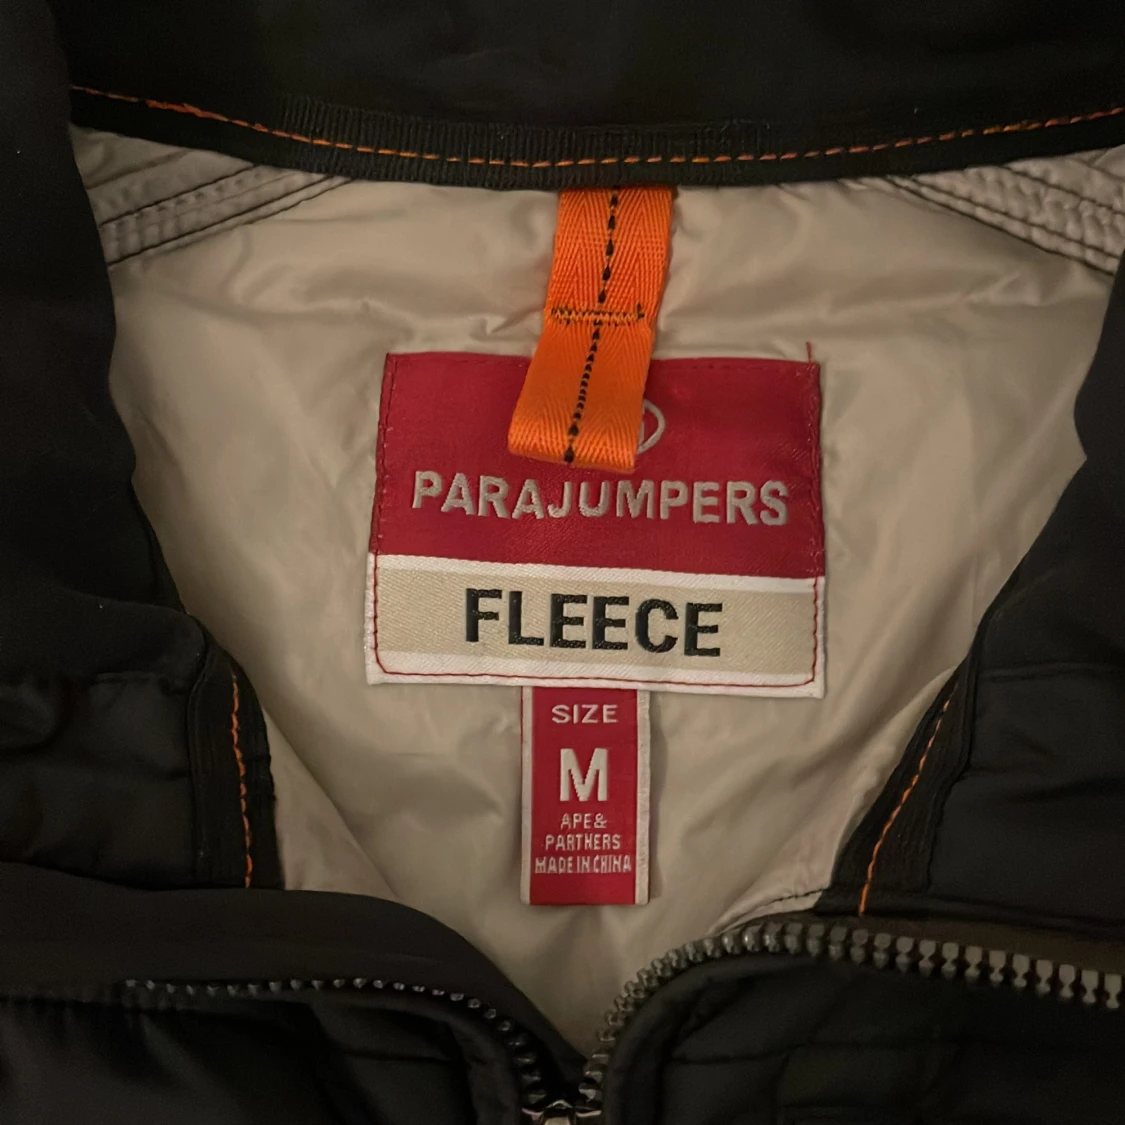 PARAJUMPERS
FLEECE
SIZE
M
APE&
PARTHERS
MADE IN CHINA